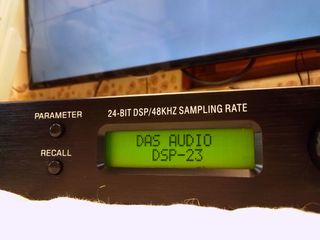 24-BIT DSP/48KHZ SAMPLING RATE
PARAMETER
DAS AUDIO
DSP-23
RECALL